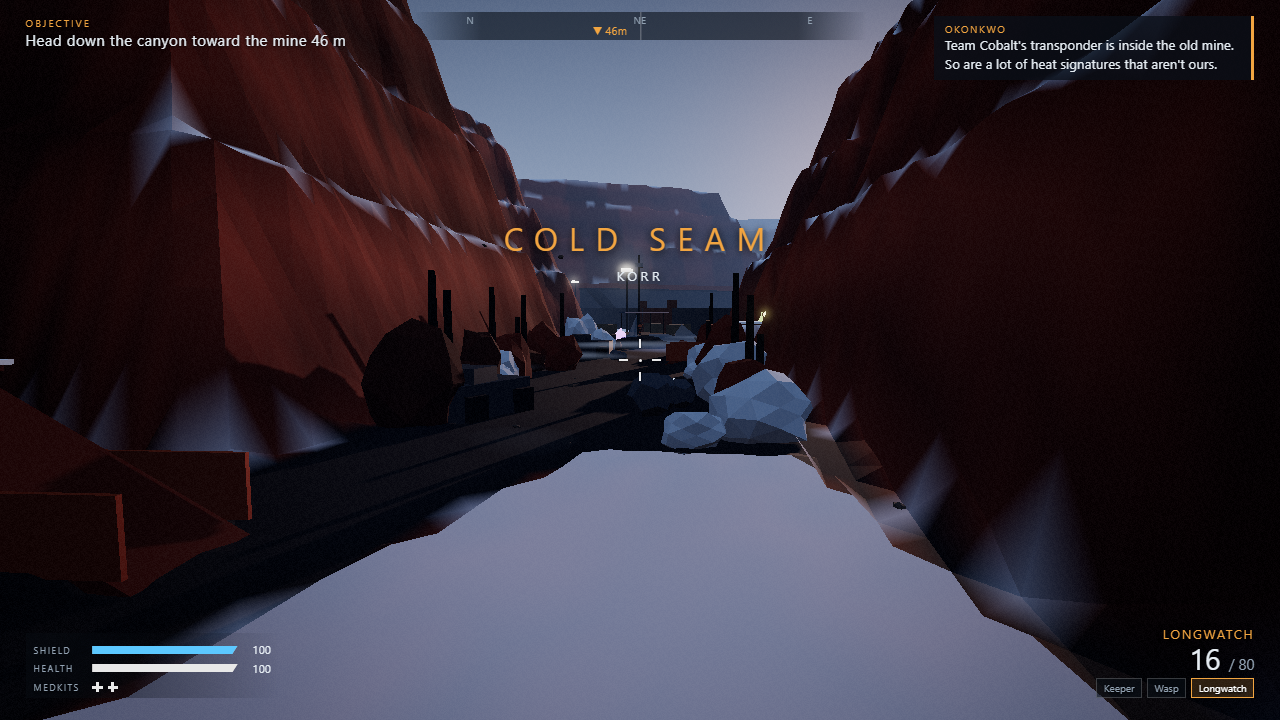 OBJECTIVE
Head down the canyon toward the mine 46 m
N NE E
46m
OKONKWO
Team Cobalt's transponder is inside the old mine.
So are a lot of heat signatures that aren't ours.
COLD SEAM
KORR
SHIELD 100
HEALTH 100
MEDKITS
LONGWATCH
16 / 80
Keeper Wasp Longwatch